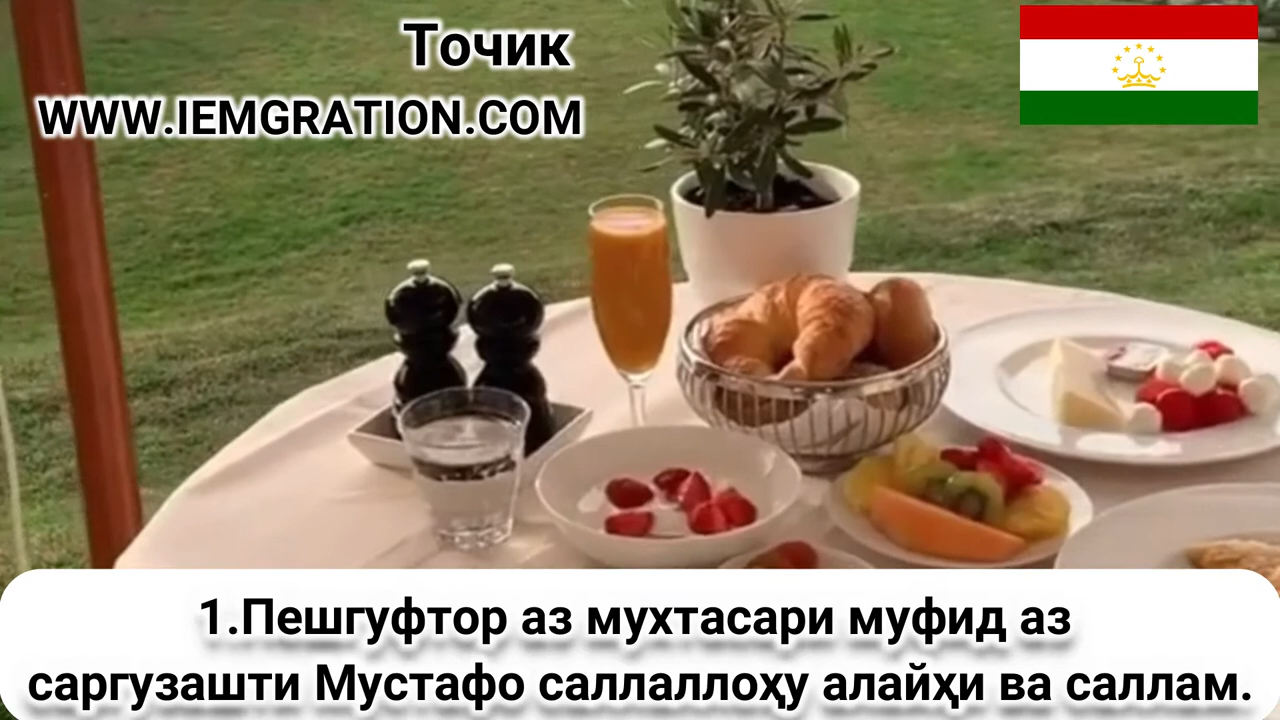 Точик
WWW.IEMGRATION.COM
1.Пешгуфтор аз мухтасари муфид аз
саргузашти Мустафо саллаллоҳу алайҳи ва саллам.